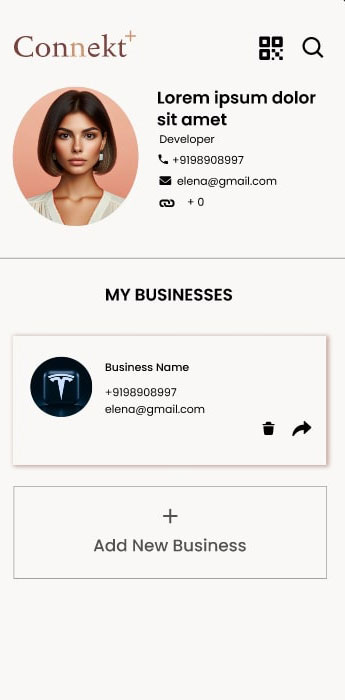 Connekt+
Lorem ipsum dolor
sit amet
Developer
+9198908997
elena@gmail.com
+ 0
MY BUSINESSES
Business Name
+9198908997
elena@gmail.com
+
Add New Business